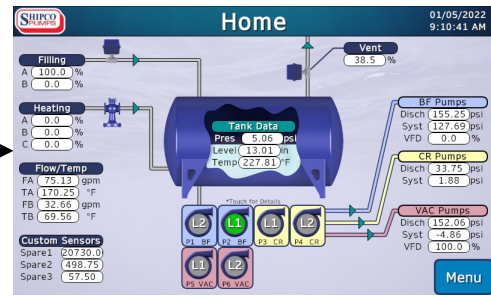 SHIPCO
PUMPS
Home
01/05/2022
9:10:41 AM
Filling
A 100.0 %
B 0.0 %
Heating
A 0.0 %
B 0.0 %
C 0.0 %
Flow/Temp
FA 75.13 gpm
TA 170.25 °F
FB 32.66 gpm
TB 69.56 °F
Custom Sensors
Spare1 20730.0
Spare2 498.75
Spare3 57.50
Vent
38.5 %
Tank Data
Pres 5.06 psi
Level 13.01 in
Temp 227.81 °F
*Touch for Details
L2
P1 BF
L1
P2 BF
L1
P3 CR
L2
P4 CR
L1
P5 VAC
L2
P6 VAC
BF Pumps
Disch 155.25 psi
Syst 127.69 psi
VFD 0.0 %
CR Pumps
Disch 33.75 psi
Syst 1.88 psi
VAC Pumps
Disch 152.06 psi
Syst -4.86 psi
VFD 100.0 %
Menu